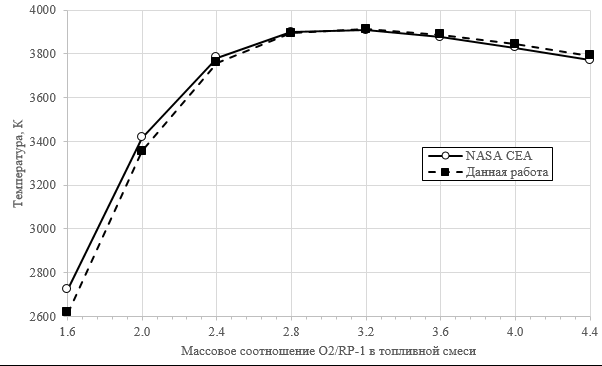 4000
3800
3600
3400
3200
3000
2800
2600
Температура, K
NASA CEA
Данная работа
1.6 2.0 2.4 2.8 3.2 3.6 4.0 4.4
Массовое соотношение O2/RP-1 в топливной смеси